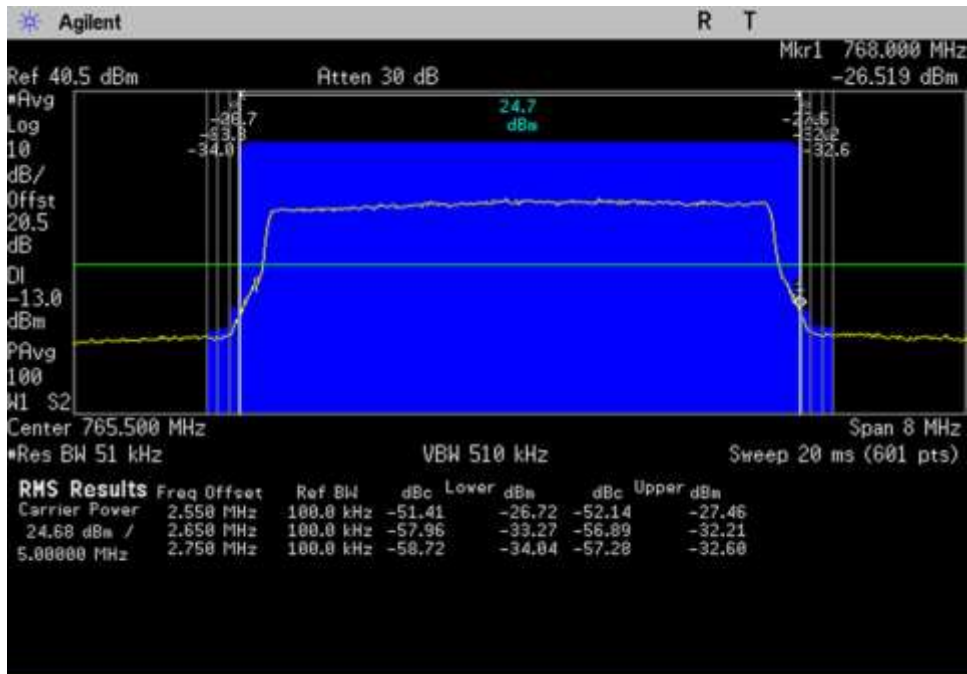 Agilent R T
Mkr1 768.000 MHz
Ref 40.5 dBm Atten 30 dB -26.519 dBm
*Avg
Log
10
dB/
Offst
20.5
dB
DI
-13.0
dBm
PAvg
100
W1 S2
24.7
dBm
-26.7
-34.0
-32.6
Center 765.500 MHz Span 8 MHz
*Res BW 51 kHz VBW 510 kHz Sweep 20 ms (601 pts)
RMS Results Freq Offset Ref BW dBc Lower dBm dBc Upper dBm
Carrier Power 2.550 MHz 100.0 kHz -51.41 -26.72 -52.14 -27.46
24.68 dBm / 2.650 MHz 100.0 kHz -57.96 -33.27 -56.89 -32.21
5.00000 MHz 2.750 MHz 100.0 kHz -58.72 -34.04 -57.28 -32.60